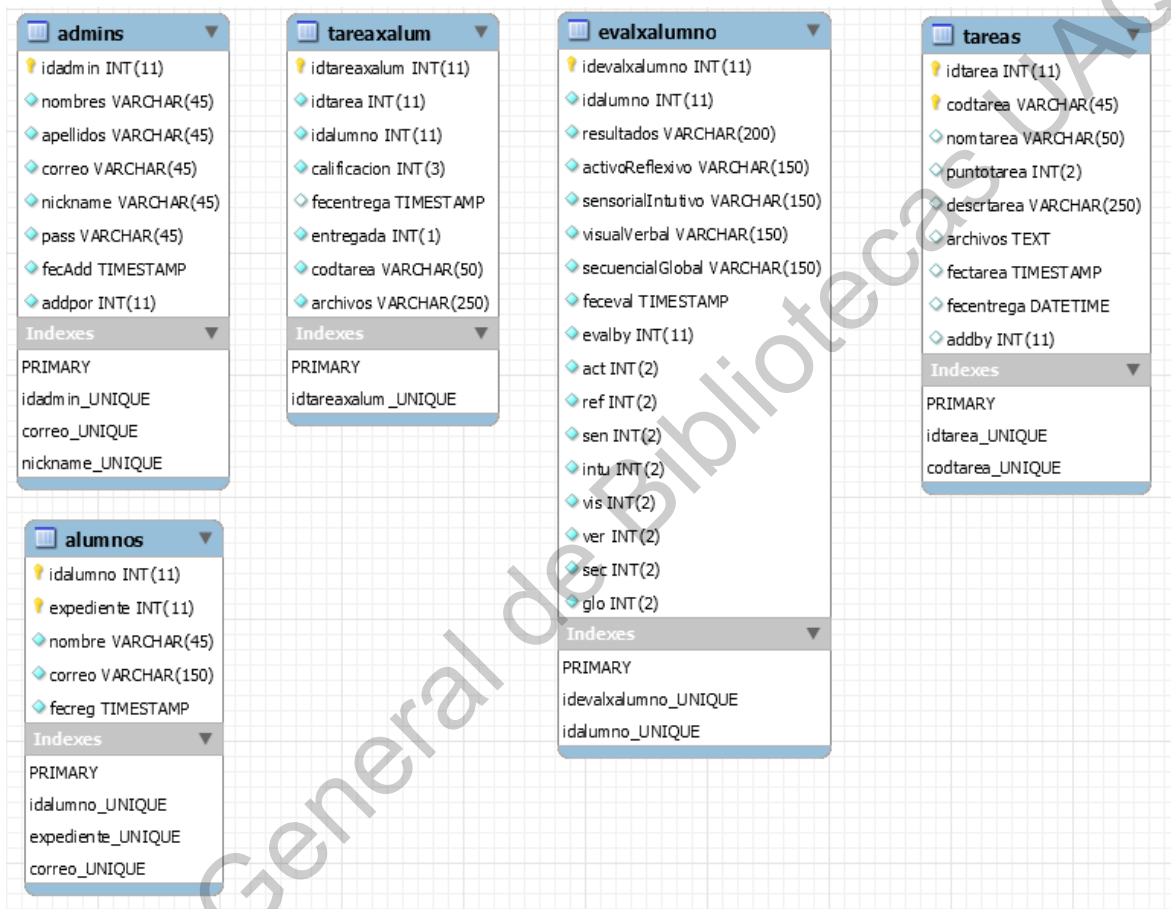 admins
idadmin INT(11)
nombres VARCHAR(45)
apellidos VARCHAR(45)
correo VARCHAR(45)
nickname VARCHAR(45)
pass VARCHAR(45)
fecAdd TIMESTAMP
addpor INT(11)
Indexes
PRIMARY
idadmin_UNIQUE
correo_UNIQUE
nickname_UNIQUE
alumnos
idalumno INT(11)
expediente INT(11)
nombre VARCHAR(45)
correo VARCHAR(150)
fecreg TIMESTAMP
Indexes
PRIMARY
idalumno_UNIQUE
expediente_UNIQUE
correo_UNIQUE
tareaxalum
idtareaxalum INT(11)
idtarea INT(11)
idalumno INT(11)
calificacion INT(3)
fecentrega TIMESTAMP
entregada INT(1)
codtarea VARCHAR(50)
archivos VARCHAR(250)
Indexes
PRIMARY
idtareaxalum_UNIQUE
evalxalumno
idevalxalumno INT(11)
idalumno INT(11)
resultados VARCHAR(200)
activoReflexivo VARCHAR(150)
sensorialIntutivo VARCHAR(150)
visualVerbal VARCHAR(150)
secuencialGlobal VARCHAR(150)
feceval TIMESTAMP
evalby INT(11)
act INT(2)
ref INT(2)
sen INT(2)
intu INT(2)
vis INT(2)
ver INT(2)
sec INT(2)
glo INT(2)
Indexes
PRIMARY
idevalxalumno_UNIQUE
idalumno_UNIQUE
tareas
idtarea INT(11)
codtarea VARCHAR(45)
nomtarea VARCHAR(50)
puntotarea INT(2)
descrtarea VARCHAR(250)
archivos TEXT
fectarea TIMESTAMP
fecentrega DATETIME
addby INT(11)
Indexes
PRIMARY
idtarea_UNIQUE
codtarea_UNIQUE
General de Bibliotecas UAQ